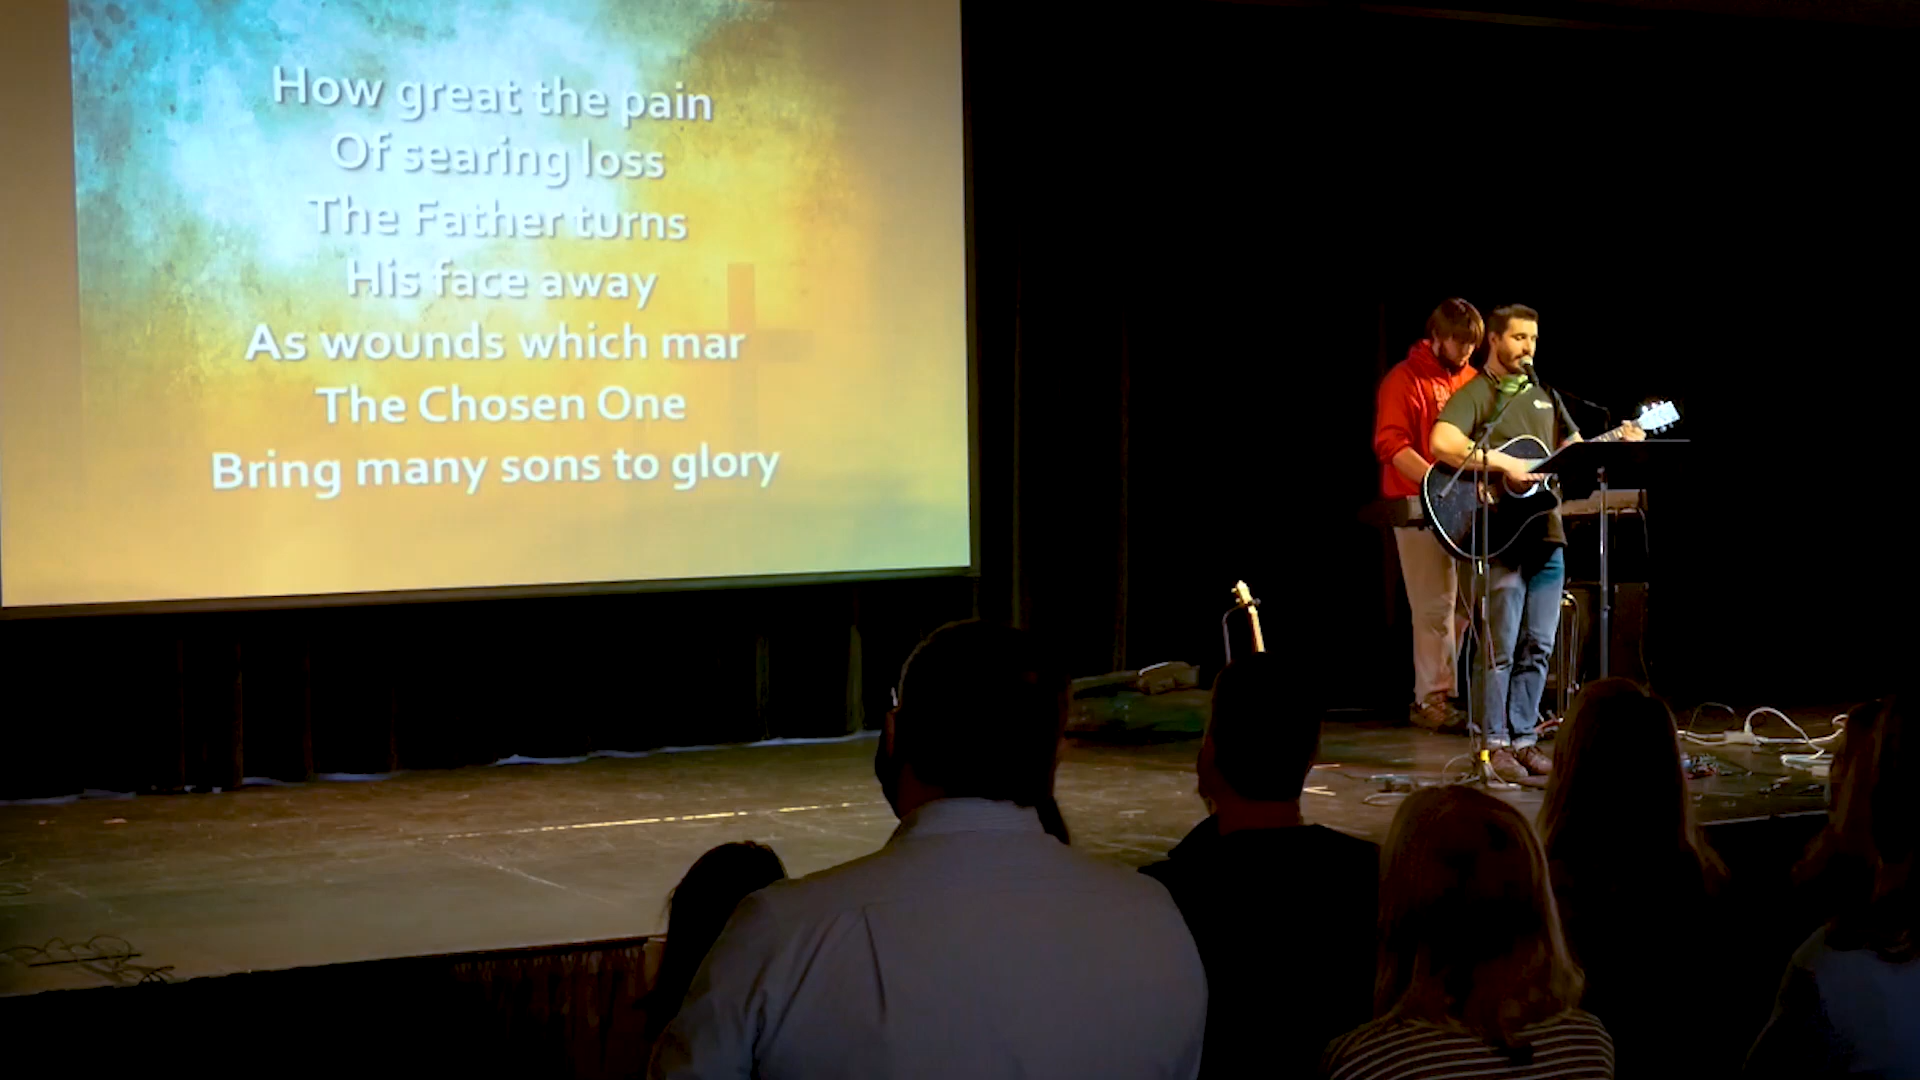 How great the pain
Of searing loss
The Father turns
His face away
As wounds which mar
The Chosen One
Bring many sons to glory